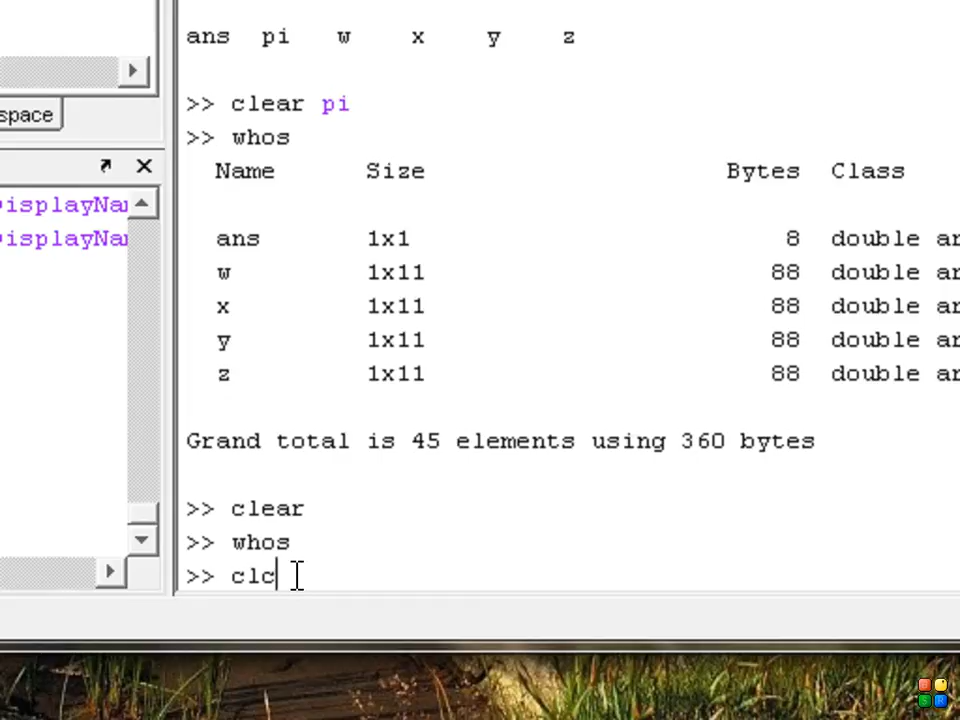 ans pi w x y z
>> clear pi
>> whos
Name Size Bytes Class
ans 1x1 8 double
w 1x11 88 double
x 1x11 88 double
y 1x11 88 double
z 1x11 88 double
Grand total is 45 elements using 360 bytes
>> clear
>> whos
>> clc
space